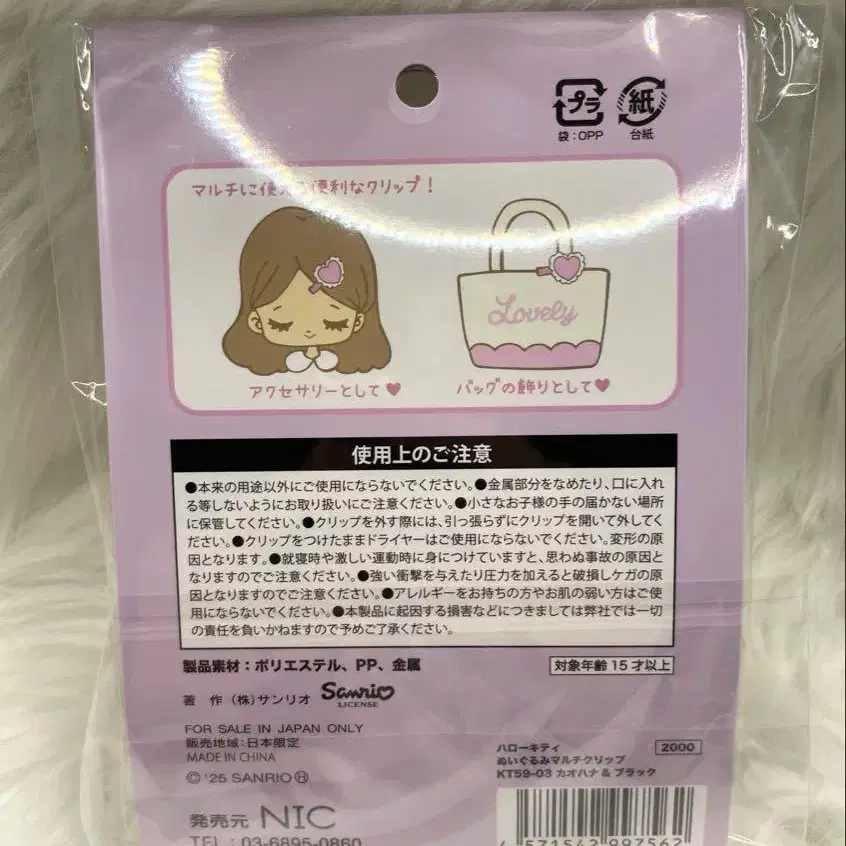 プラ 紙
袋:OPP 台紙
マルチに使え 便利なクリップ！
Lovely
アクセサリーとして♥ バッグの飾りとして♥
使用上のご注意
●本来の用途以外にご使用にならないでください。●金属部分をなめたり、口に入れ
る等しないようにお取り扱いにご注意ください。●小さなお子様の手の届かない場所
に保管してください。●クリップを外す際には、引っ張らずにクリップを開いて外してく
ださい。●クリップをつけたままドライヤーはご使用にならないでください。変形の原
因となります。●就寝時や激しい運動時に身につけていますと、思わぬ事故の原因と
なりますのでご注意ください。●強い衝撃を与えたり圧力を加えると破損しケガの原
因となりますのでご注意ください。●アレルギーをお持ちの方やお肌の弱い方はご使
用にならないでください。●本製品に起因する損害などにつきましては弊社では一切
の責任を負いかねますので予めご了承ください。
製品素材：ポリエステル、PP、金属
対象年齢15才以上
著 作 (株)サンリオ Sanrio LICENSE
FOR SALE IN JAPAN ONLY
販売地域:日本限定
MADE IN CHINA
©'25 SANRIO Ⓗ
ハローキティ 2000
ぬいぐるみマルチクリップ
KT59-03 カオハナ&ブラック
発売元 NIC
TEL：03-6895-0860
4 571542 997562